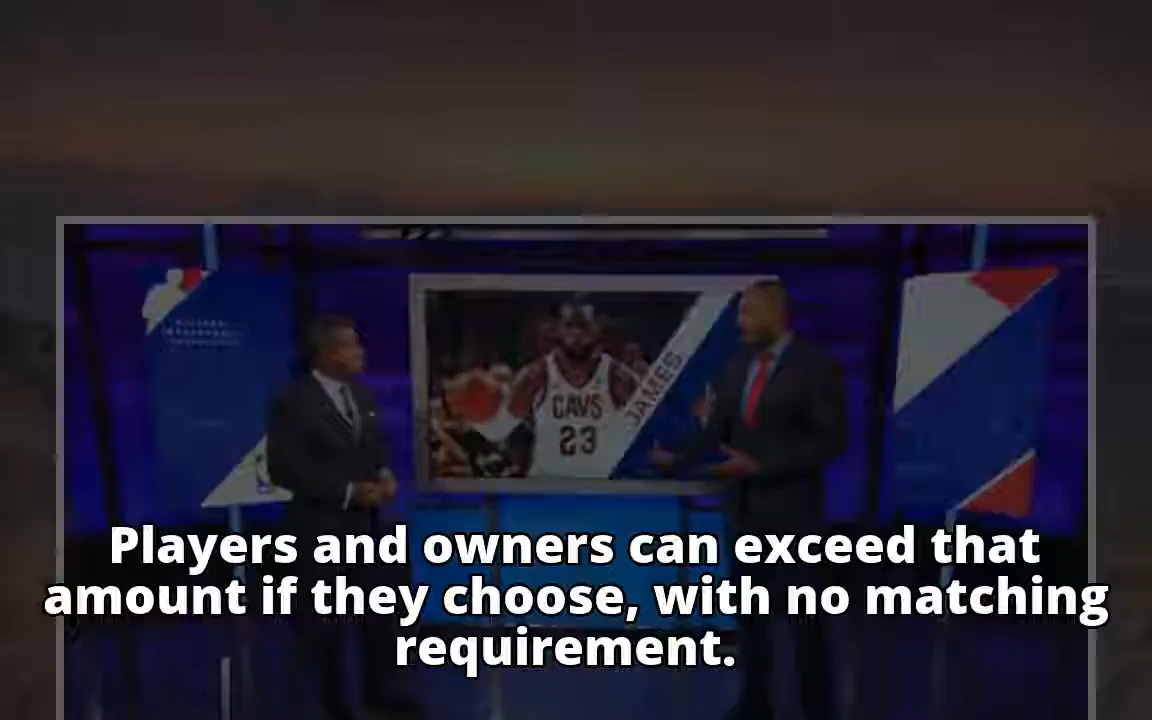 JAMES
CAVS
23
Players and owners can exceed that
amount if they choose, with no matching
requirement.